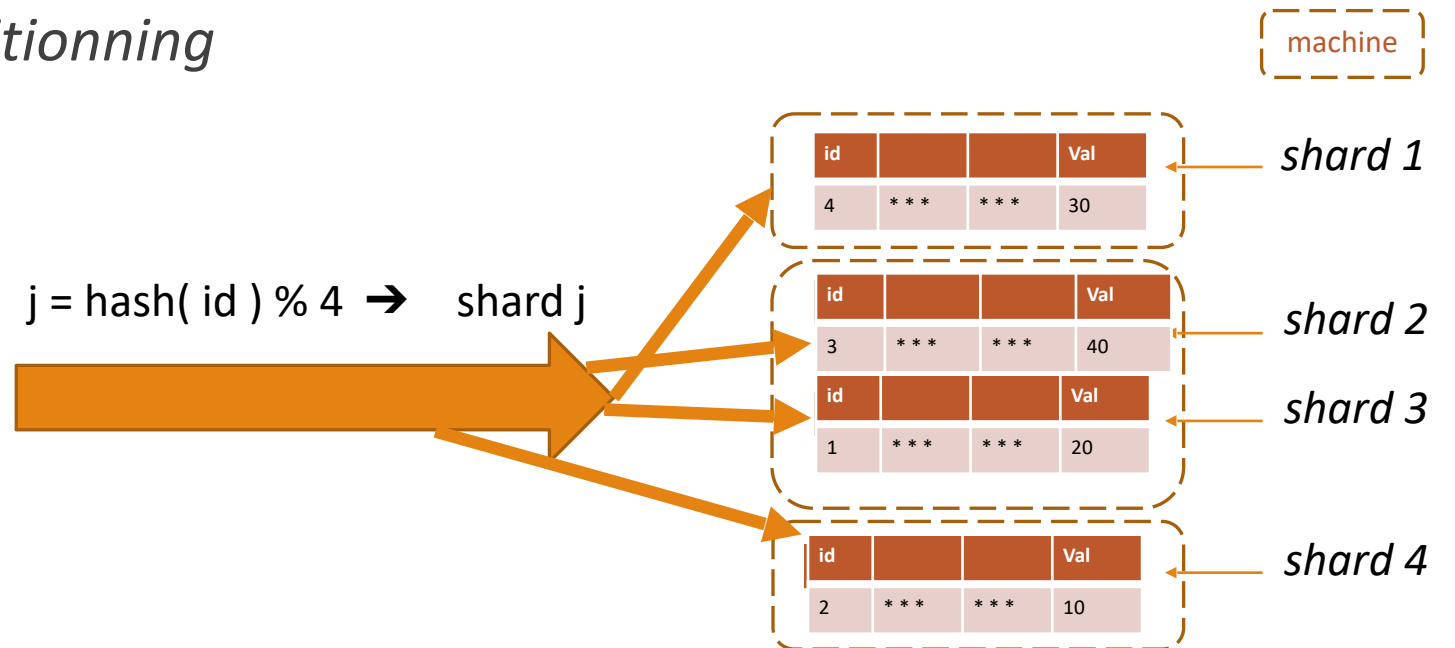 tionning
machine
id Val
4 * * * * * * 30
shard 1
j = hash( id ) % 4 ➔ shard j
id Val
3 * * * * * * 40
shard 2
id Val
1 * * * * * * 20
shard 3
id Val
2 * * * * * * 10
shard 4